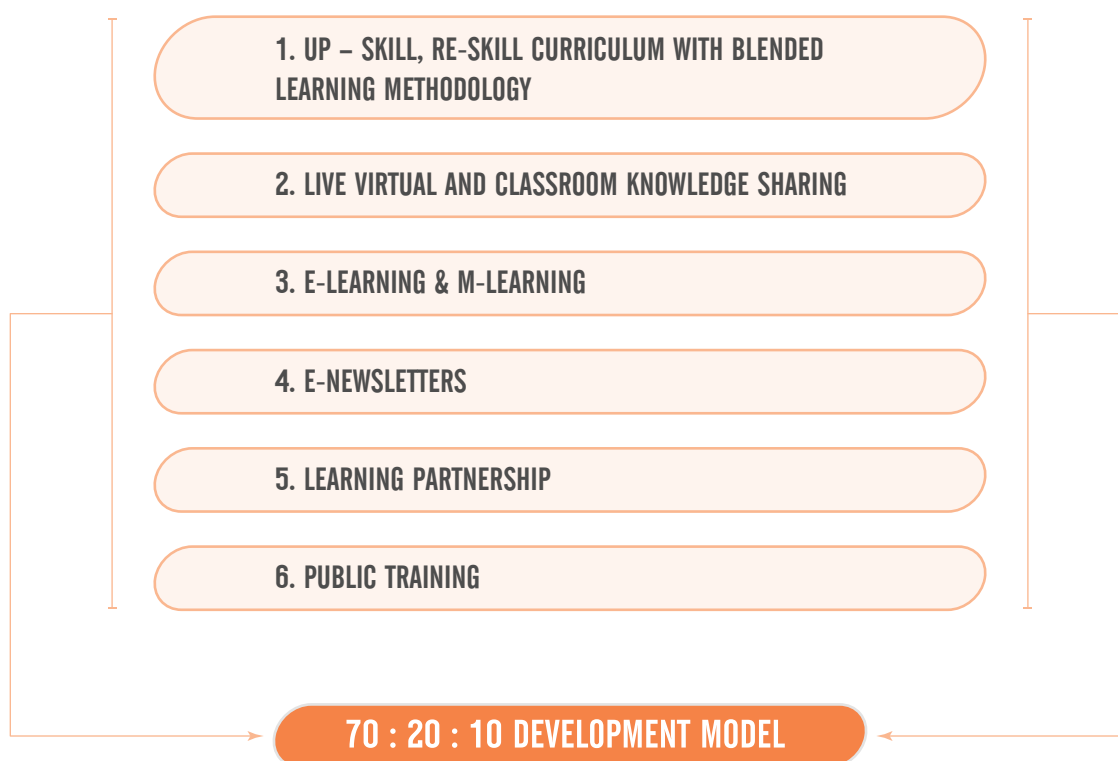 1. UP – SKILL, RE-SKILL CURRICULUM WITH BLENDED
LEARNING METHODOLOGY
2. LIVE VIRTUAL AND CLASSROOM KNOWLEDGE SHARING
3. E-LEARNING & M-LEARNING
4. E-NEWSLETTERS
5. LEARNING PARTNERSHIP
6. PUBLIC TRAINING
70 : 20 : 10 DEVELOPMENT MODEL